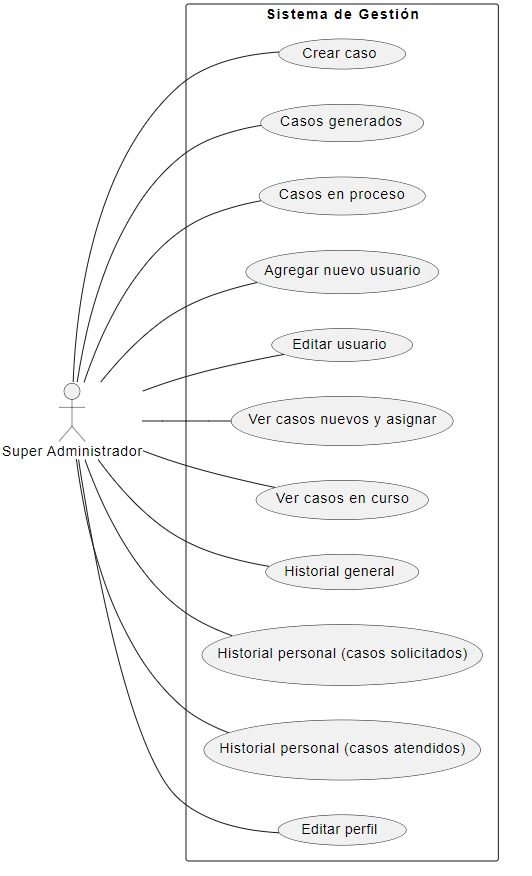 Sistema de Gestión
Crear caso
Casos generados
Casos en proceso
Agregar nuevo usuario
Editar usuario
Ver casos nuevos y asignar
Super Administrador
Ver casos en curso
Historial general
Historial personal (casos solicitados)
Historial personal (casos atendidos)
Editar perfil